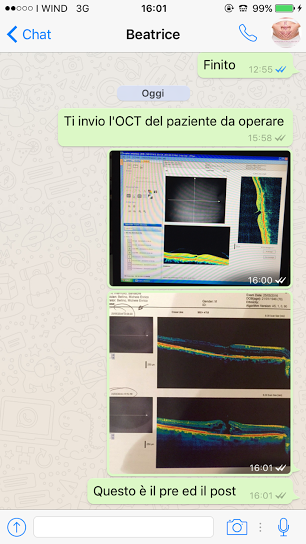 WIND 3G 16:01 99%
Chat Beatrice
Finito
12:55
Oggi
Ti invio l'OCT del paziente da operare
15:58
16:00
16:01
Questo è il pre ed il post
16:01